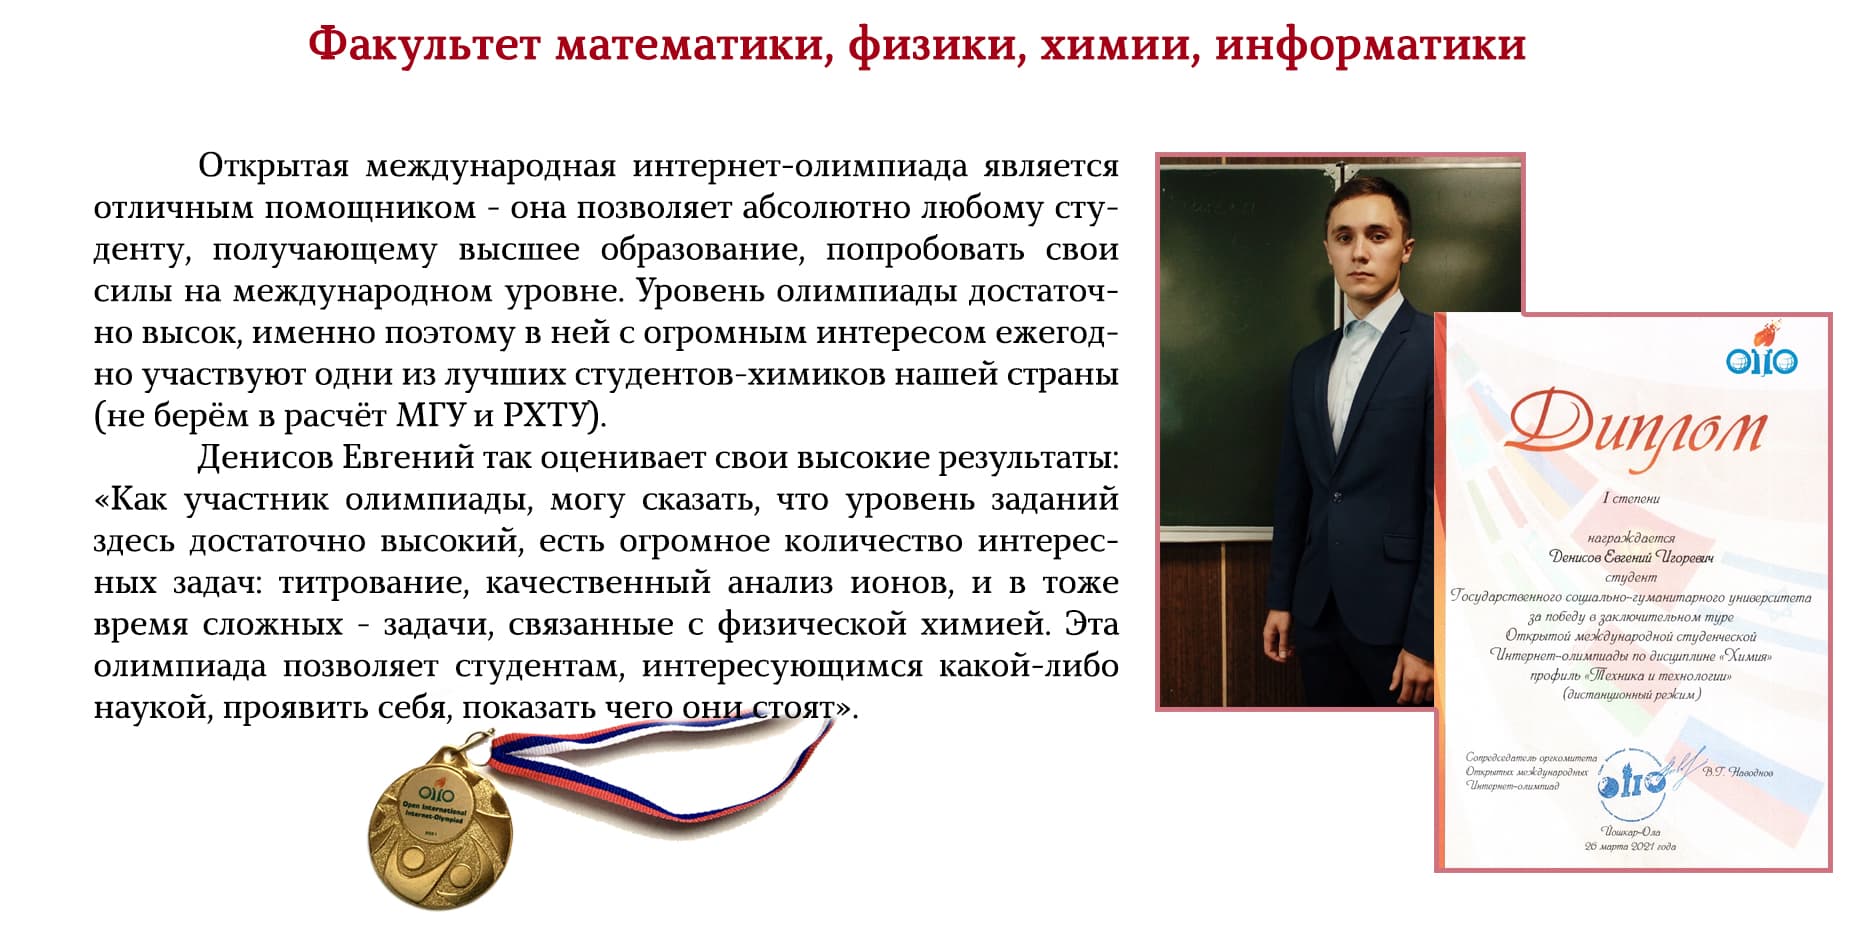 Факультет математики, физики, химии, информатики
Открытая международная интернет-олимпиада является
отличным помощником - она позволяет абсолютно любому сту-
денту, получающему высшее образование, попробовать свои
силы на международном уровне. Уровень олимпиады достаточ-
но высок, именно поэтому в ней с огромным интересом ежегод-
но участвуют одни из лучших студентов-химиков нашей страны
(не берём в расчёт МГУ и РХТУ).
Денисов Евгений так оценивает свои высокие результаты:
«Как участник олимпиады, могу сказать, что уровень заданий
здесь достаточно высокий, есть огромное количество интерес-
ных задач: титрование, качественный анализ ионов, и в тоже
время сложных - задачи, связанные с физической химией. Эта
олимпиада позволяет студентам, интересующимся какой-либо
наукой, проявить себя, показать чего они стоят».
Open International
Internet-Olympiad
2021
Диплом
I степени
награждается
Денисов Евгений Игоревич
студент
Государственного социально-гуманитарного университета
за победу в заключительном туре
Открытой международной студенческой
Интернет-олимпиады по дисциплине «Химия»
профиль «Техника и технологии»
(дистанционный режим)
Сопредседатель оргкомитета
Открытых международных
Интернет-олимпиад
В.Г. Наводнов
Йошкар-Ола
26 марта 2021 года